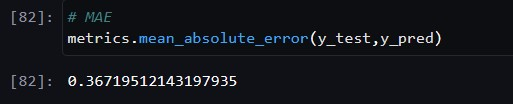 [82]: # MAE
metrics.mean_absolute_error(y_test,y_pred)
[82]: 0.36719512143197935